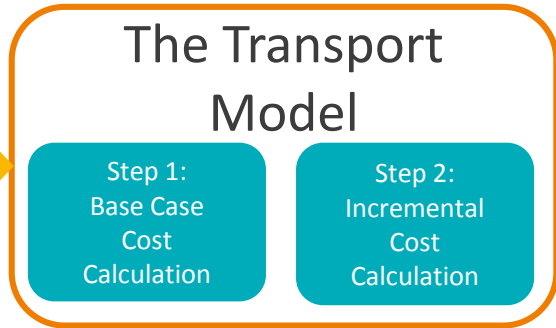 The Transport
Model
Step 1:
Base Case
Cost
Calculation
Step 2:
Incremental
Cost
Calculation